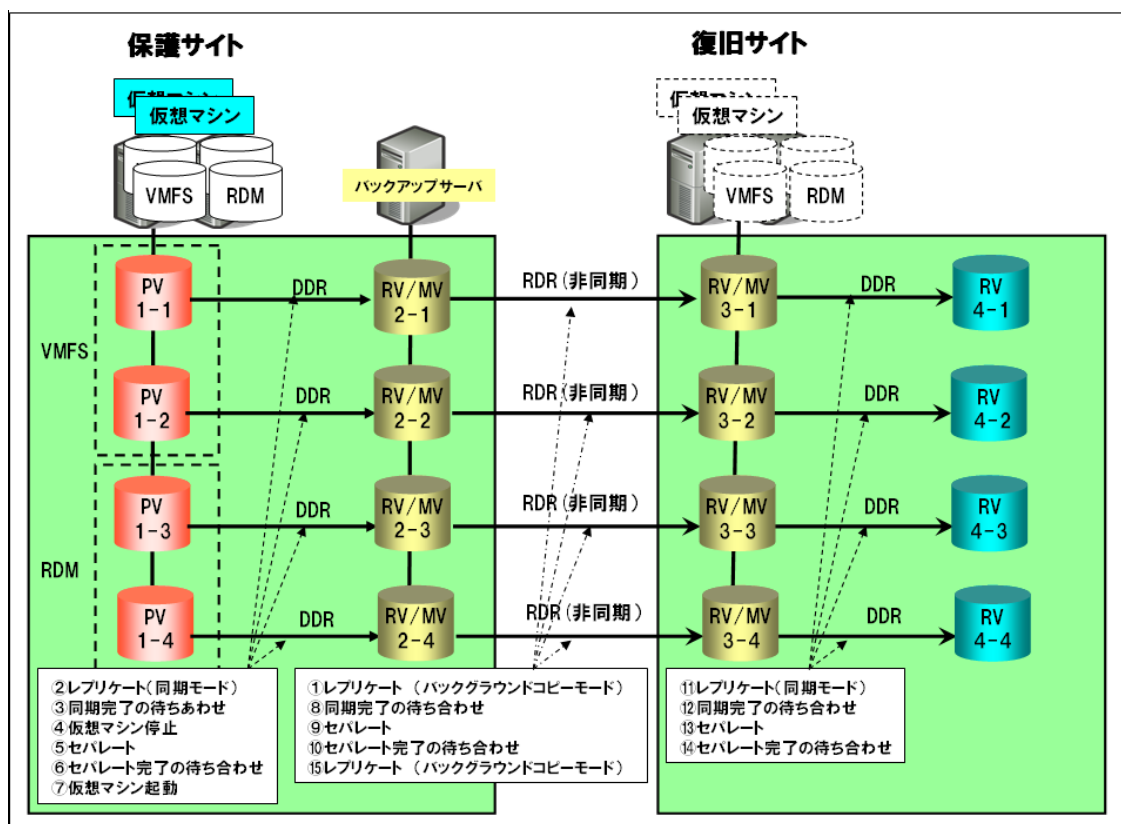 保護サイト
復旧サイト
仮想マシン
仮想マシン
VMFS
RDM
バックアップサーバ
仮想マシン
VMFS
RDM
VMFS
RDM
PV
1-1
DDR
RV/MV
2-1
RDR(非同期)
RV/MV
3-1
DDR
RV
4-1
PV
1-2
DDR
RV/MV
2-2
RDR(非同期)
RV/MV
3-2
DDR
RV
4-2
PV
1-3
DDR
RV/MV
2-3
RDR(非同期)
RV/MV
3-3
DDR
RV
4-3
PV
1-4
DDR
RV/MV
2-4
RDR(非同期)
RV/MV
3-4
DDR
RV
4-4
②レプリケート(同期モード)
③同期完了の待ちあわせ
④仮想マシン停止
⑤セパレート
⑥セパレート完了の待ち合わせ
⑦仮想マシン起動
①レプリケート (バックグラウンドコピーモード)
⑧同期完了の待ち合わせ
⑨セパレート
⑩セパレート完了の待ち合わせ
⑮レプリケート (バックグラウンドコピーモード)
⑪レプリケート(同期モード)
⑫同期完了の待ち合わせ
⑬セパレート
⑭セパレート完了の待ち合わせ